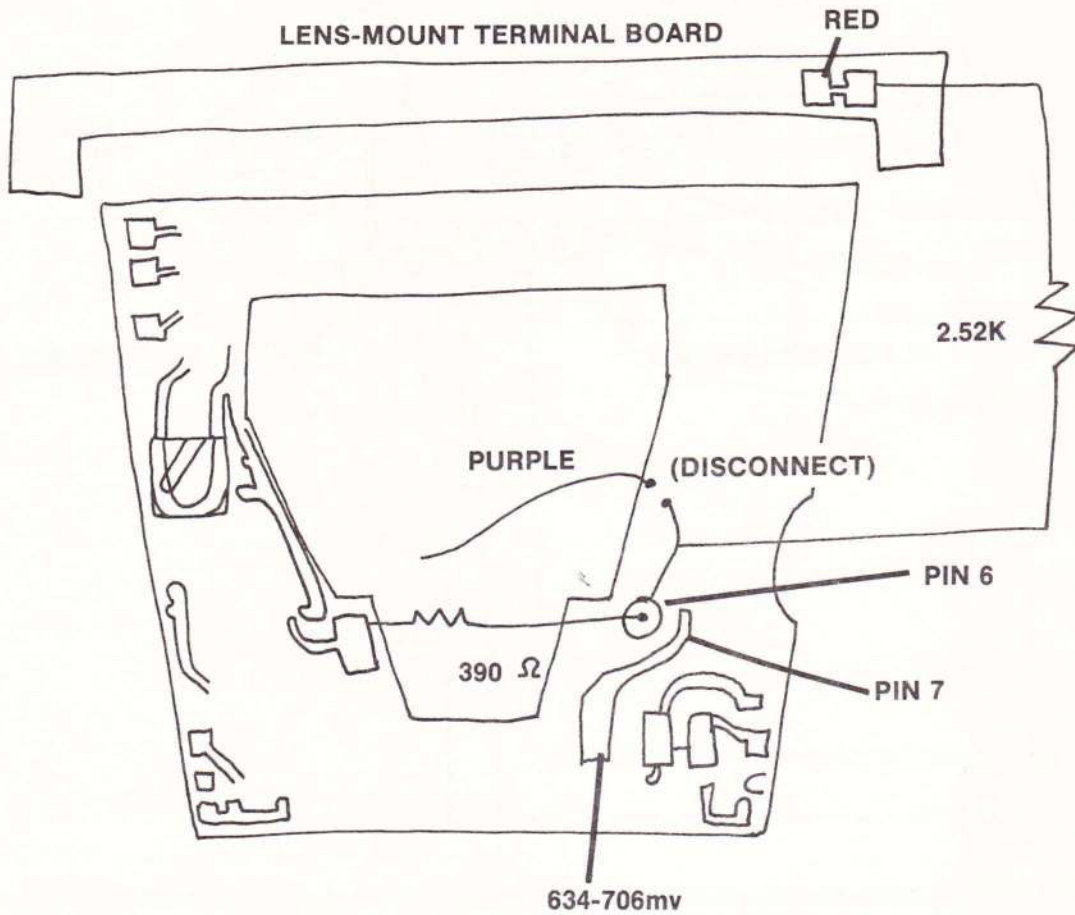 RED
LENS-MOUNT TERMINAL BOARD
2.52K
PURPLE
(DISCONNECT)
PIN 6
390 Ω
PIN 7
634-706mv